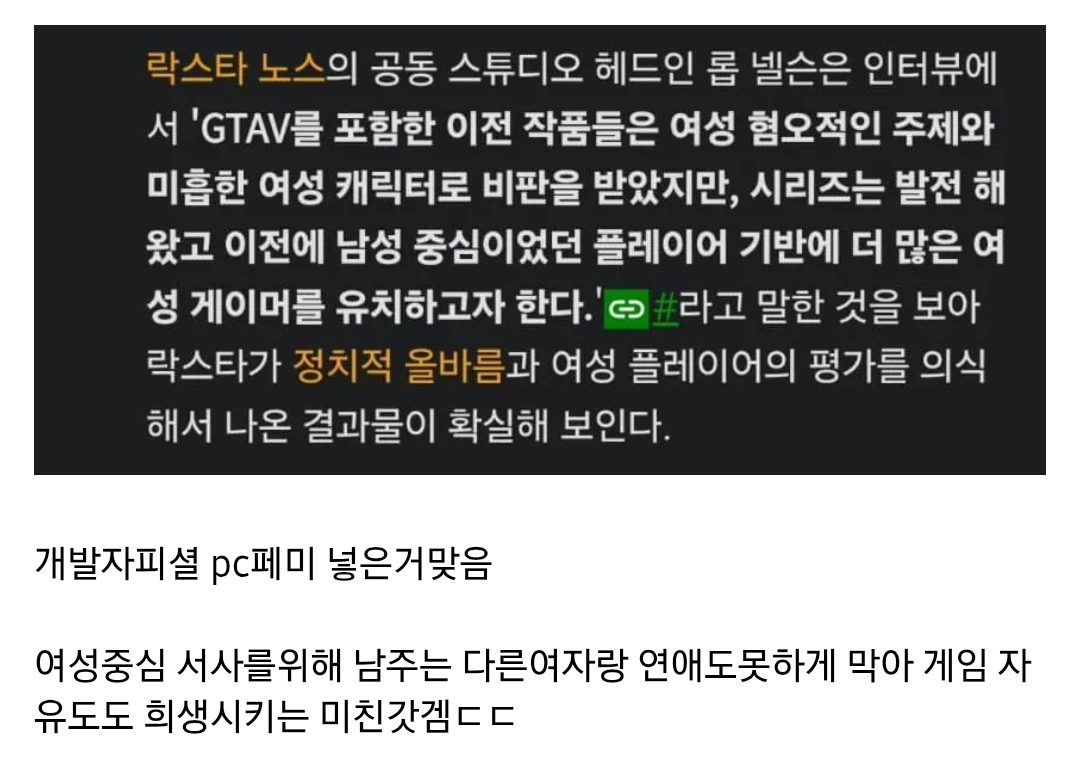 락스타 노스의 공동 스튜디오 헤드인 롭 넬슨은 인터뷰에
서 'GTAV를 포함한 이전 작품들은 여성 혐오적인 주제와
미흡한 여성 캐릭터로 비판을 받았지만, 시리즈는 발전 해
왔고 이전에 남성 중심이었던 플레이어 기반에 더 많은 여
성 게이머를 유치하고자 한다.'#라고 말한 것을 보아
락스타가 정치적 올바름과 여성 플레이어의 평가를 의식
해서 나온 결과물이 확실해 보인다.
개발자피셜 pc페미 넣은거맞음
여성중심 서사를위해 남주는 다른여자랑 연애도못하게 막아 게임 자
유도도 희생시키는 미친갓겜ㄷㄷ